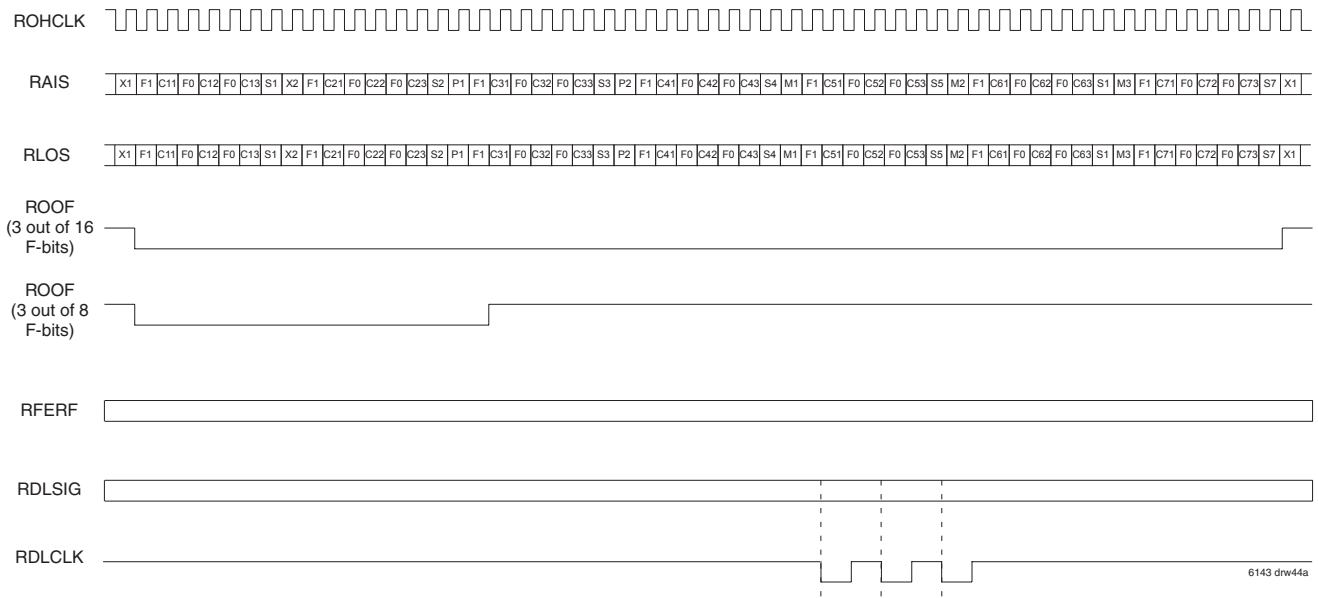 ROHCLK
RAIS
X1 F1 C11 F0 C12 F0 C13 S1 X2 F1 C21 F0 C22 F0 C23 S2 P1 F1 C31 F0 C32 F0 C33 S3 P2 F1 C41 F0 C42 F0 C43 S4 M1 F1 C51 F0 C52 F0 C53 S5 M2 F1 C61 F0 C62 F0 C63 S1 M3 F1 C71 F0 C72 F0 C73 S7 X1
RLOS
X1 F1 C11 F0 C12 F0 C13 S1 X2 F1 C21 F0 C22 F0 C23 S2 P1 F1 C31 F0 C32 F0 C33 S3 P2 F1 C41 F0 C42 F0 C43 S4 M1 F1 C51 F0 C52 F0 C53 S5 M2 F1 C61 F0 C62 F0 C63 S1 M3 F1 C71 F0 C72 F0 C73 S7 X1
ROOF
(3 out of 16
F-bits)
ROOF
(3 out of 8
F-bits)
RFERF
RDLSIG
RDLCLK
6143 drw44a